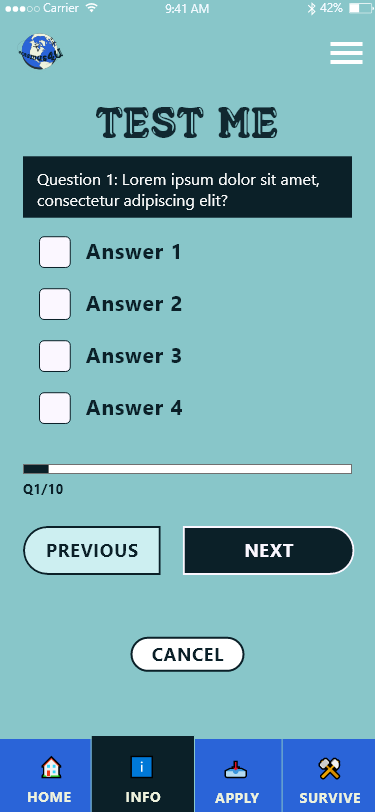 Carrier 9:41 AM 42%
TEST ME
Question 1: Lorem ipsum dolor sit amet,
consectetur adipiscing elit?
Answer 1
Answer 2
Answer 3
Answer 4
Q1/10
PREVIOUS NEXT
CANCEL
HOME INFO APPLY SURVIVE